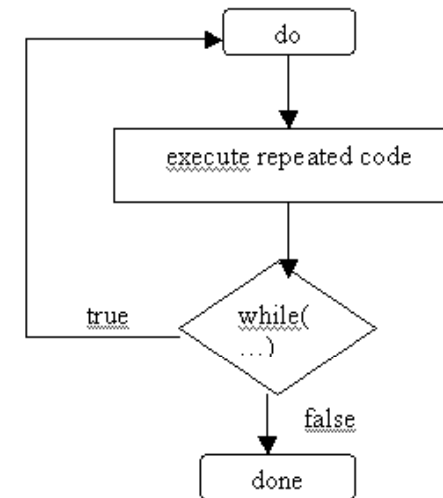 do
execute repeated code
true
while(
...)
false
done